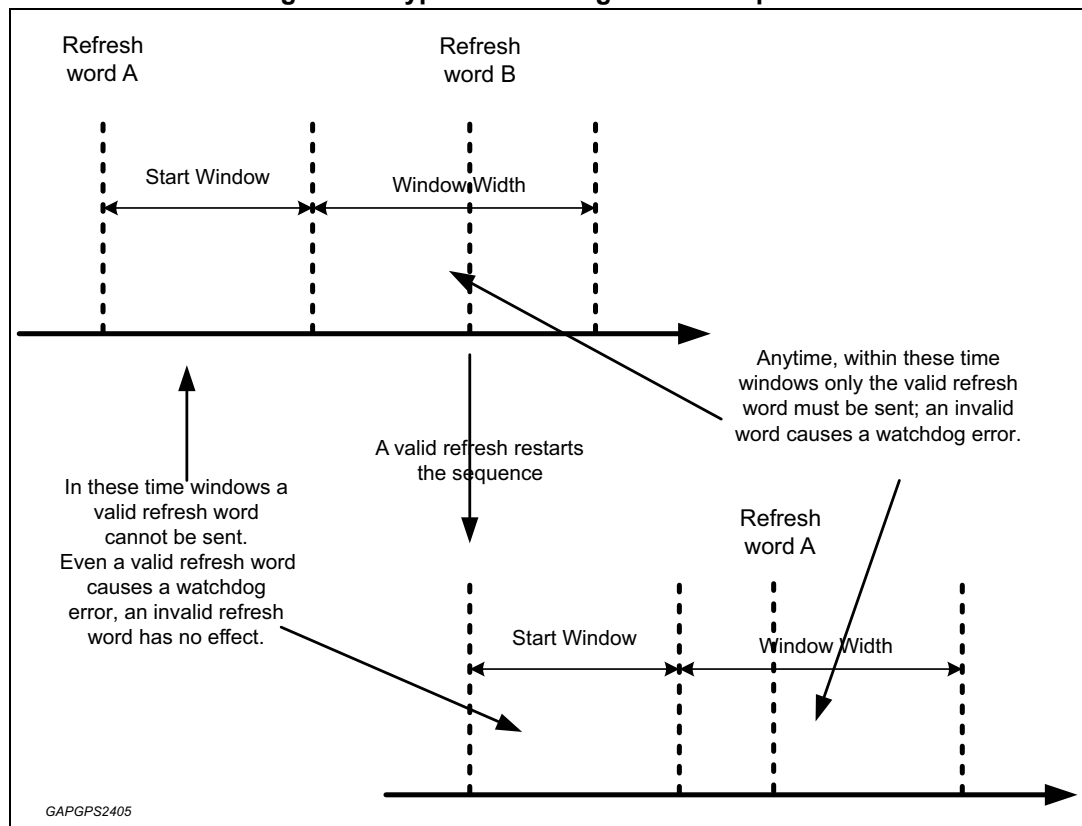 Refresh
word A
Refresh
word B
Start Window
Window Width
Anytime, within these time
windows only the valid refresh
word must be sent; an invalid
word causes a watchdog error.
A valid refresh restarts
the sequence
In these time windows a
valid refresh word
cannot be sent.
Even a valid refresh word
causes a watchdog
error, an invalid refresh
word has no effect.
Refresh
word A
Start Window
Window Width
GAPGPS2405